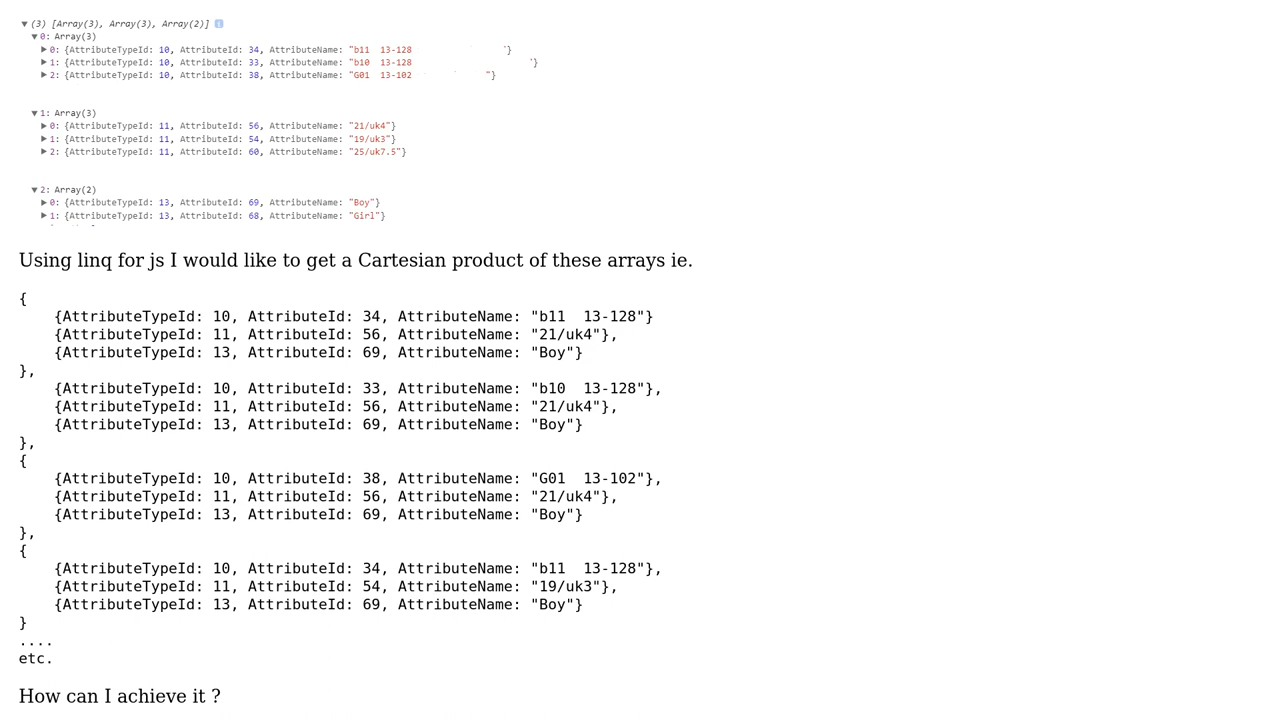 ▼(3) [Array(3), Array(3), Array(2)] i
▼0: Array(3)
▶0: {AttributeTypeId: 10, AttributeId: 34, AttributeName: "b11  13-128 "}
▶1: {AttributeTypeId: 10, AttributeId: 33, AttributeName: "b10  13-128 "}
▶2: {AttributeTypeId: 10, AttributeId: 38, AttributeName: "G01  13-102 "}
▼1: Array(3)
▶0: {AttributeTypeId: 11, AttributeId: 56, AttributeName: "21/uk4"}
▶1: {AttributeTypeId: 11, AttributeId: 54, AttributeName: "19/uk3"}
▶2: {AttributeTypeId: 11, AttributeId: 60, AttributeName: "25/uk7.5"}
▼2: Array(2)
▶0: {AttributeTypeId: 13, AttributeId: 69, AttributeName: "Boy"}
▶1: {AttributeTypeId: 13, AttributeId: 68, AttributeName: "Girl"}
Using linq for js I would like to get a Cartesian product of these arrays ie.
{
    {AttributeTypeId: 10, AttributeId: 34, AttributeName: "b11  13-128"}
    {AttributeTypeId: 11, AttributeId: 56, AttributeName: "21/uk4"},
    {AttributeTypeId: 13, AttributeId: 69, AttributeName: "Boy"}
},
    {AttributeTypeId: 10, AttributeId: 33, AttributeName: "b10  13-128"},
    {AttributeTypeId: 11, AttributeId: 56, AttributeName: "21/uk4"},
    {AttributeTypeId: 13, AttributeId: 69, AttributeName: "Boy"}
},
{
    {AttributeTypeId: 10, AttributeId: 38, AttributeName: "G01  13-102"},
    {AttributeTypeId: 11, AttributeId: 56, AttributeName: "21/uk4"},
    {AttributeTypeId: 13, AttributeId: 69, AttributeName: "Boy"}
},
{
    {AttributeTypeId: 10, AttributeId: 34, AttributeName: "b11  13-128"},
    {AttributeTypeId: 11, AttributeId: 54, AttributeName: "19/uk3"},
    {AttributeTypeId: 13, AttributeId: 69, AttributeName: "Boy"}
}
....
etc.
How can I achieve it ?